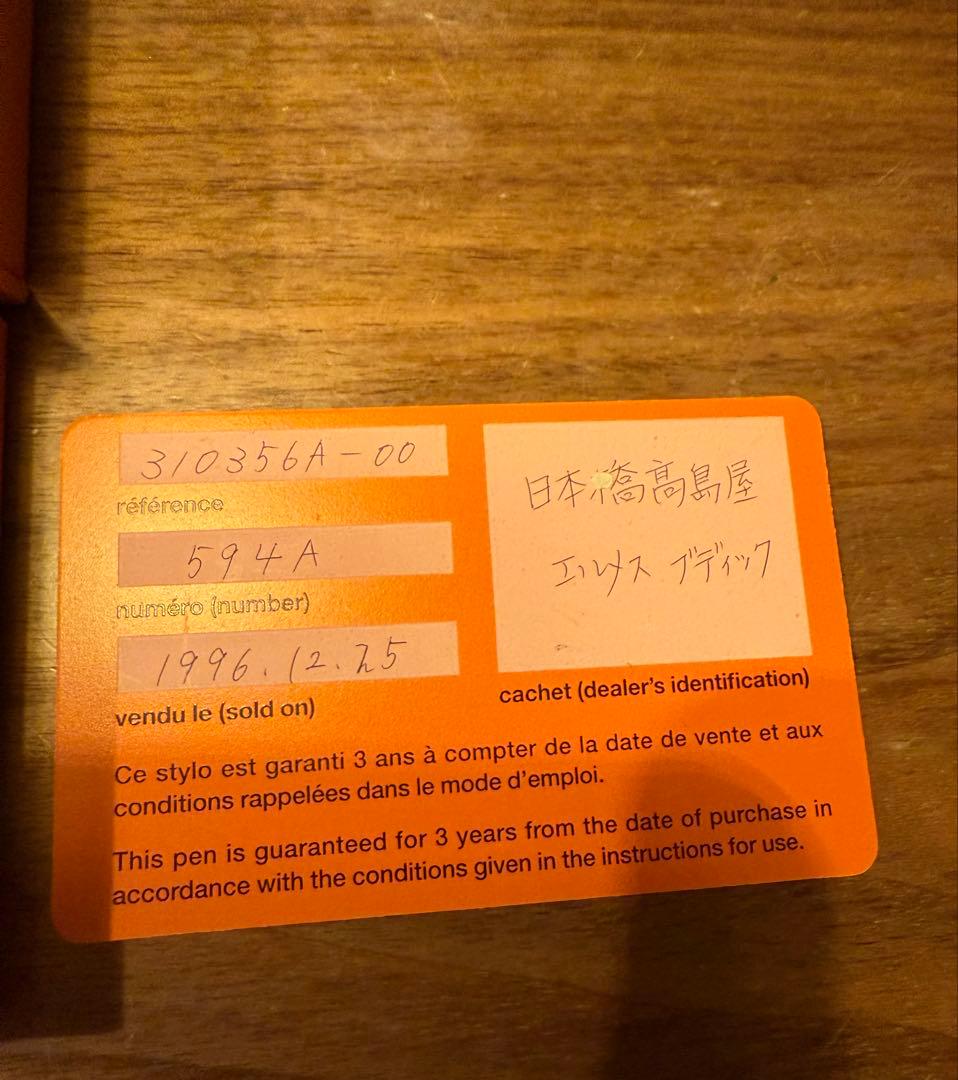 310356A-00
référence
594A
numéro (number)
1996.12.25
vendu le (sold on)
日本橋髙島屋
エルメス ブディック
cachet (dealer's identification)
Ce stylo est garanti 3 ans à compter de la date de vente et aux
conditions rappelées dans le mode d'emploi.
This pen is guaranteed for 3 years from the date of purchase in
accordance with the conditions given in the instructions for use.